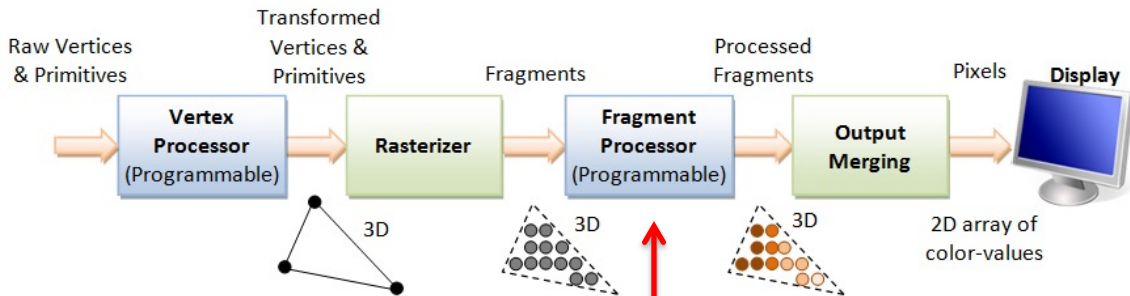 Raw Vertices
& Primitives
Vertex
Processor
(Programmable)
Transformed
Vertices &
Primitives
3D
Rasterizer
Fragments
3D
Fragment
Processor
(Programmable)
Processed
Fragments
3D
Output
Merging
Pixels
Display
2D array of
color-values